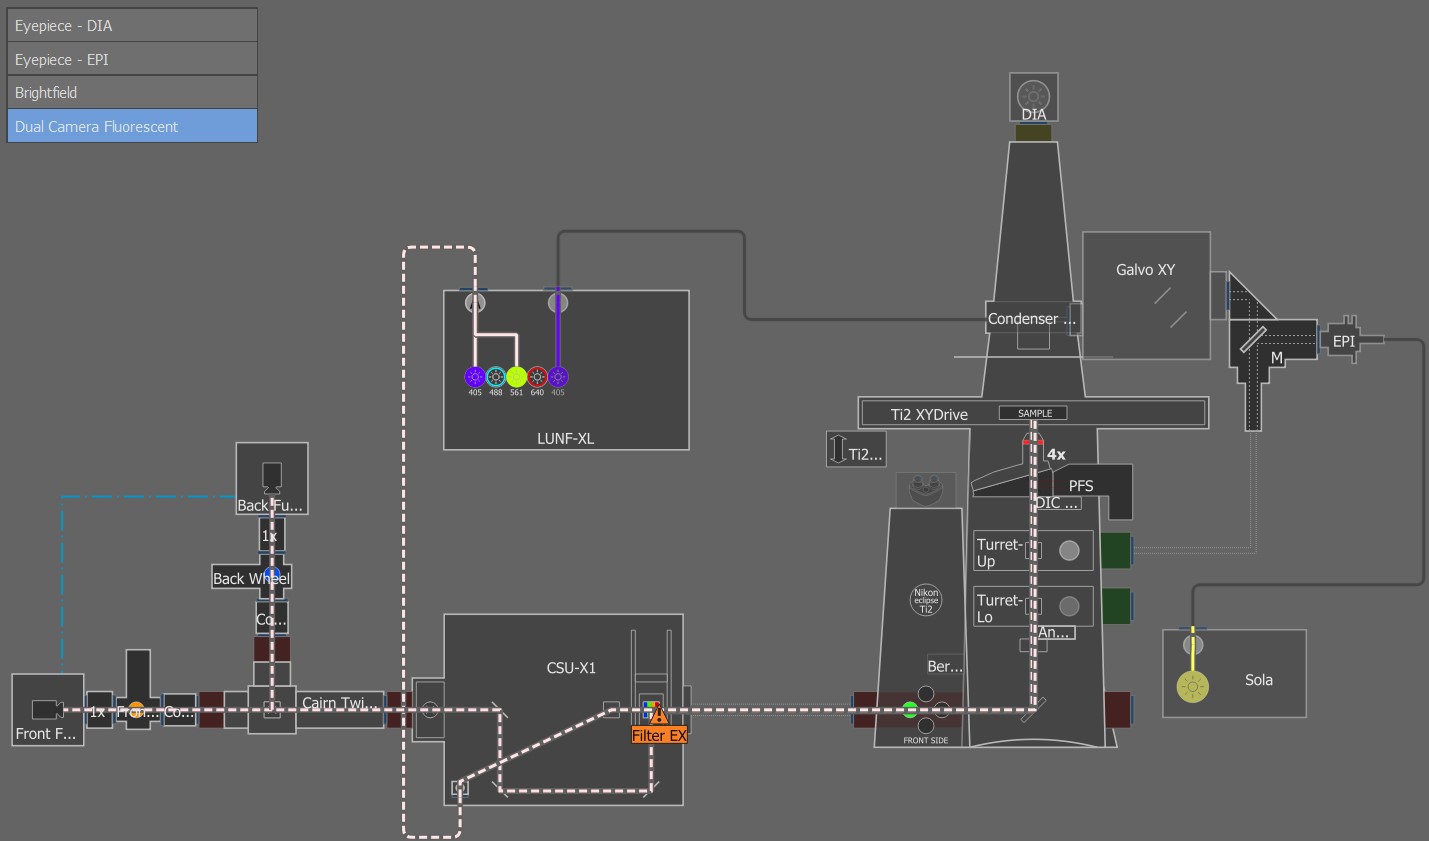 Eyepiece - DIA
Eyepiece - EPI
Brightfield
Dual Camera Fluorescent
DIA
Galvo XY
Condenser ...
EPI
M
405 488 561 640 405
LUNF-XL
Ti2 XYDrive
SAMPLE
Ti2...
4x
PFS
DIC ...
Back Fu...
1x
Turret-
Up
Back Wheel
Nikon
eclipse
Ti2
Turret-
Lo
Co...
An...
CSU-X1
Ber...
Sola
Cairn Twi...
1x
Fron...
Co...
Front F...
Filter EX
FRONT SIDE